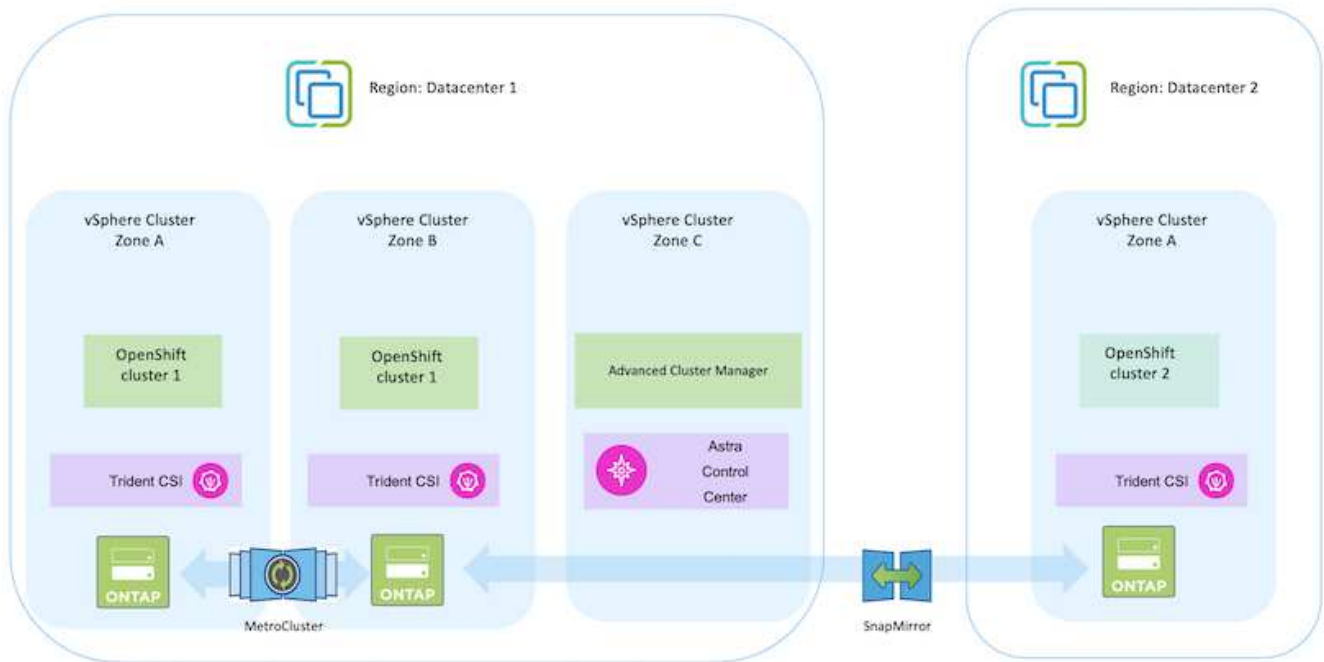 Region: Datacenter 1
Region: Datacenter 2
vSphere Cluster
Zone A
vSphere Cluster
Zone B
vSphere Cluster
Zone C
vSphere Cluster
Zone A
OpenShift
cluster 1
OpenShift
cluster 1
Advanced Cluster Manager
OpenShift
cluster 2
Trident CSI
Trident CSI
Astra
Control
Center
Trident CSI
ONTAP
MetroCluster
ONTAP
SnapMirror
ONTAP